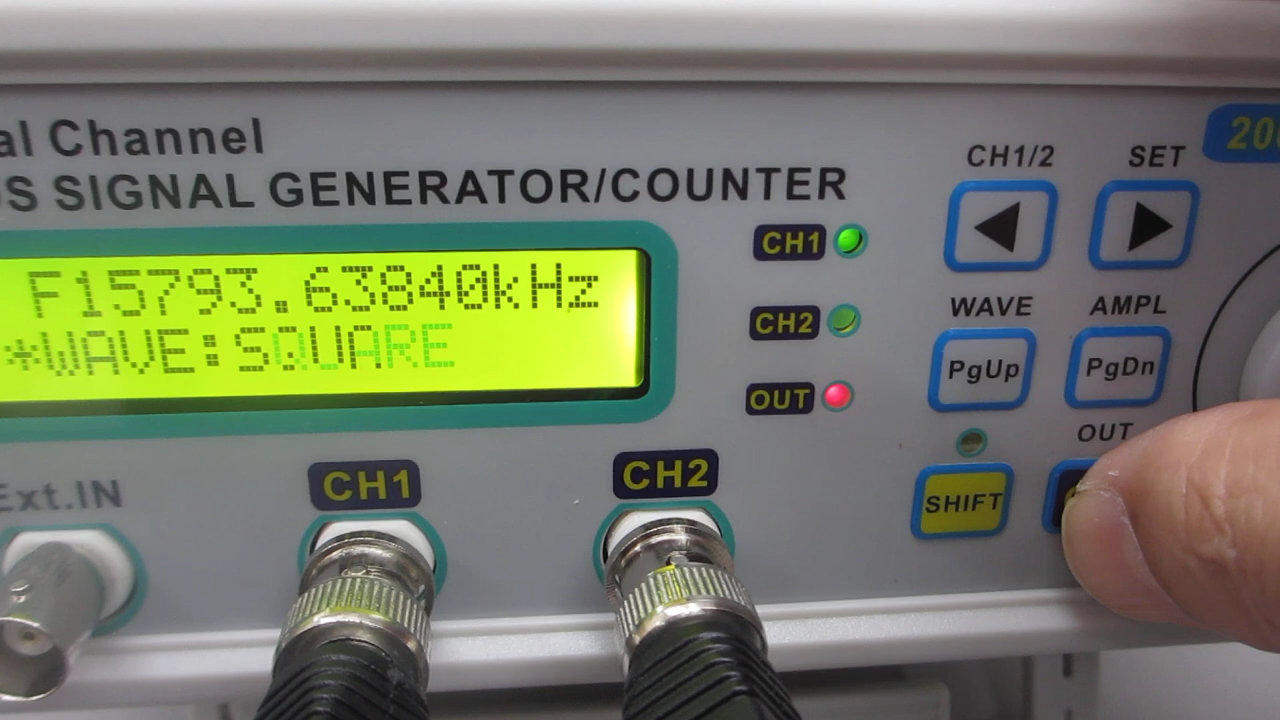 al Channel
DS SIGNAL GENERATOR/COUNTER
F15793.63840kHz
*WAVE:SQUARE
CH1
CH2
OUT
CH1/2
SET
20
WAVE
AMPL
PgUp
PgDn
OUT
SHIFT
Ext.IN
CH1
CH2